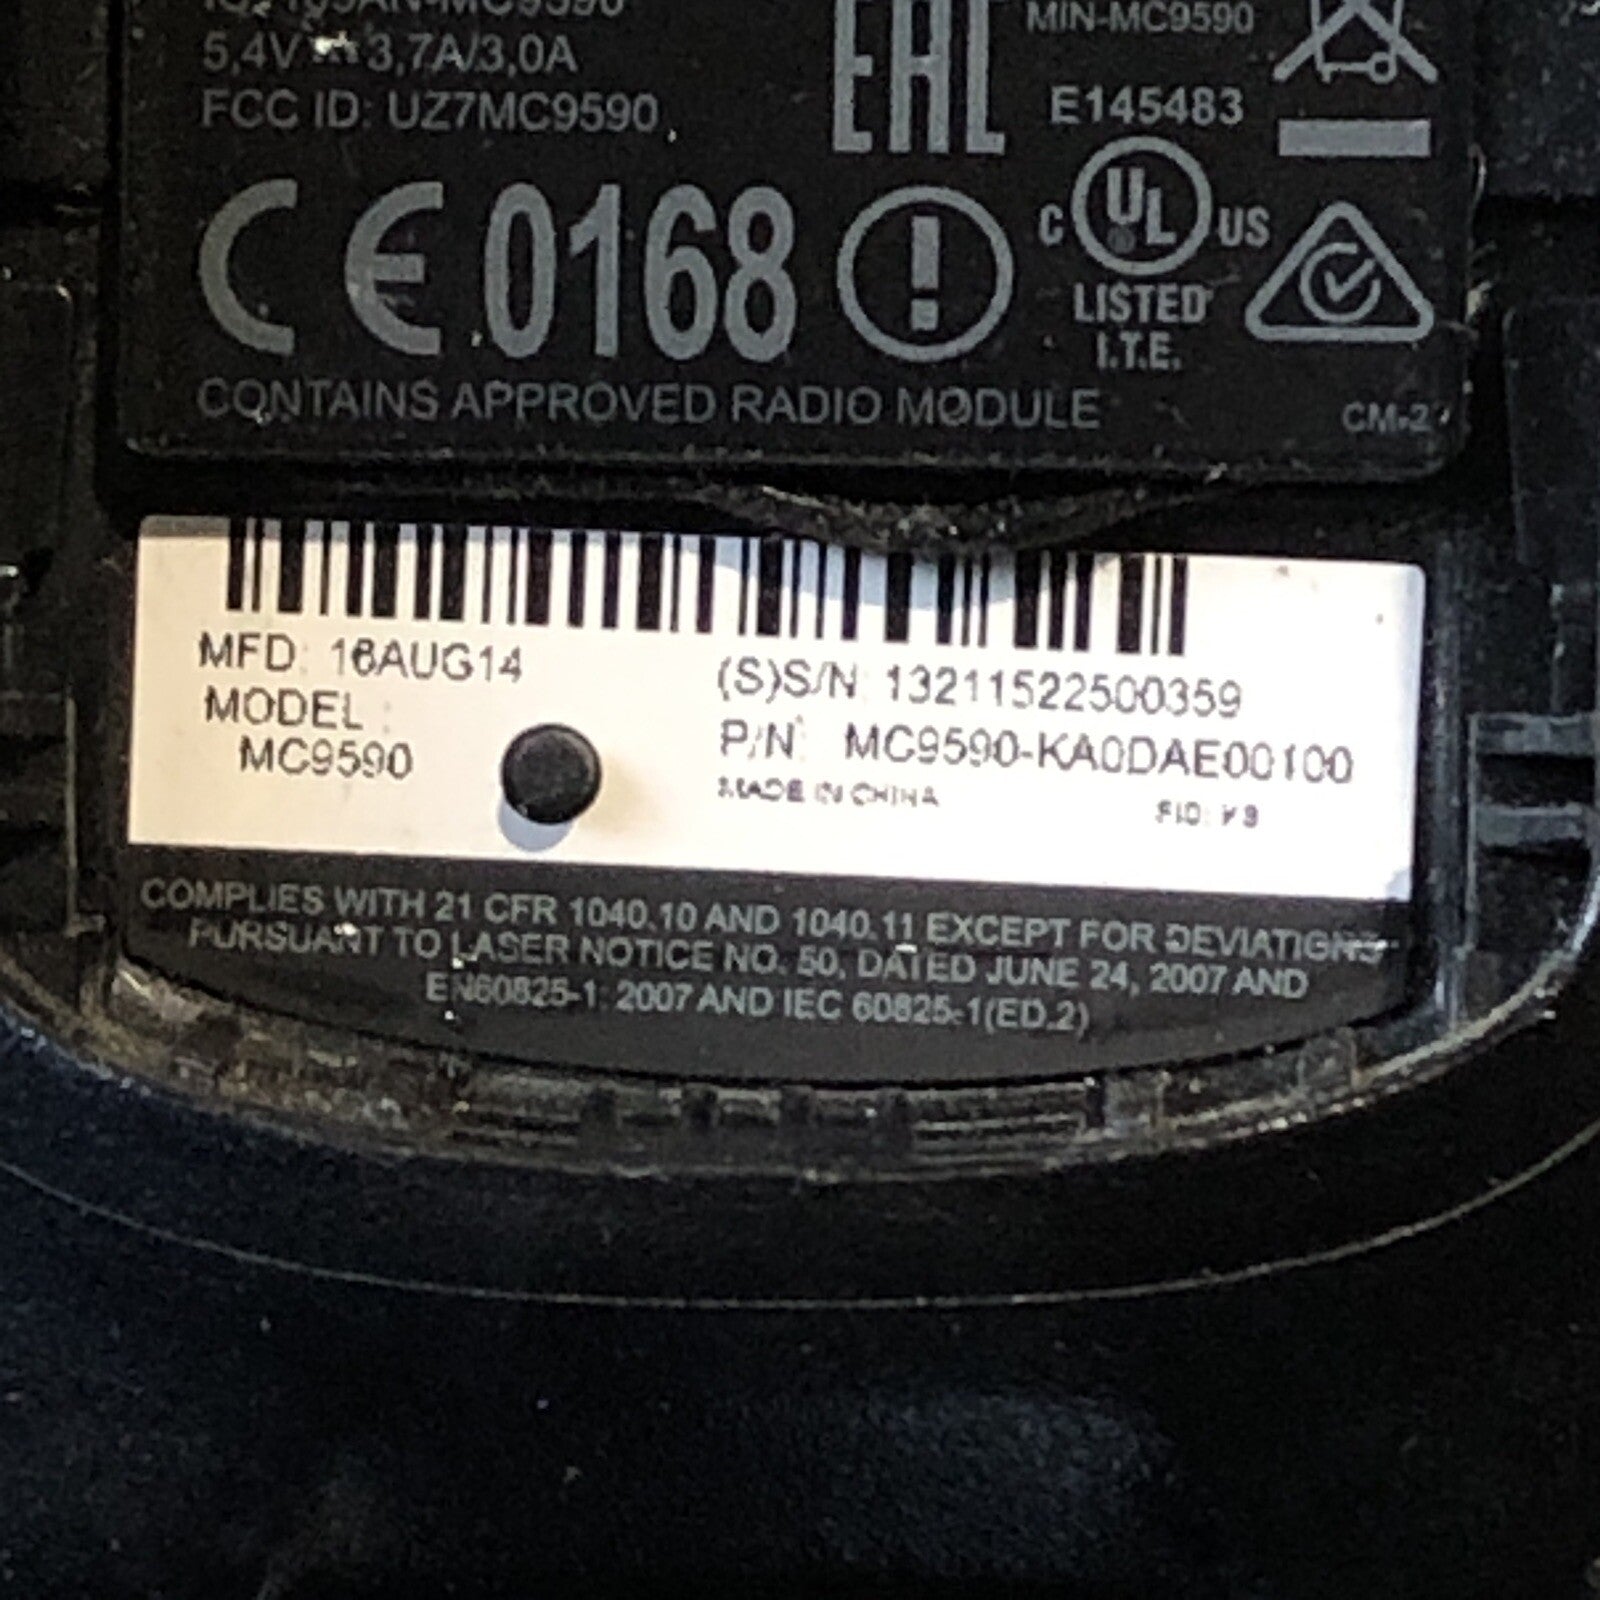 5,4V 3,7A/3,0A
FCC ID: UZ7MC9590
EAC
MIN-MC9590
E145483
CE 0168
C UL US
LISTED
I.T.E.
CONTAINS APPROVED RADIO MODULE
CM-2
MFD: AUG14
MODEL :
MC9590
(S)S/N: 13211522500359
P/N: MC9590-KA0DAE00100
MADE IN CHINA
COMPLIES WITH 21 CFR 1040.10 AND 1040.11 EXCEPT FOR DEVIATIONS
PURSUANT TO LASER NOTICE NO. 50, DATED JUNE 24, 2007 AND
EN60825-1: 2007 AND IEC 60825-1(ED.2)